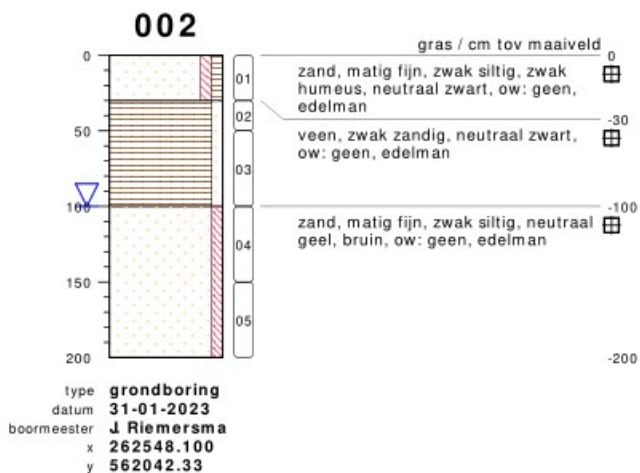 002
gras / cm tov maaiveld
0
0
01
zand, matig fijn, zwak siltig, zwak
humeus, neutraal zwart, ow: geen,
edelman
02
-30
50
veen, zwak zandig, neutraal zwart,
ow: geen, edelman
03
100
-100
zand, matig fijn, zwak siltig, neutraal
geel, bruin, ow: geen, edelman
04
150
05
200
-200
type grondboring
datum 31-01-2023
boormeester J. Riemersma
x 262548.100
y 562042.33